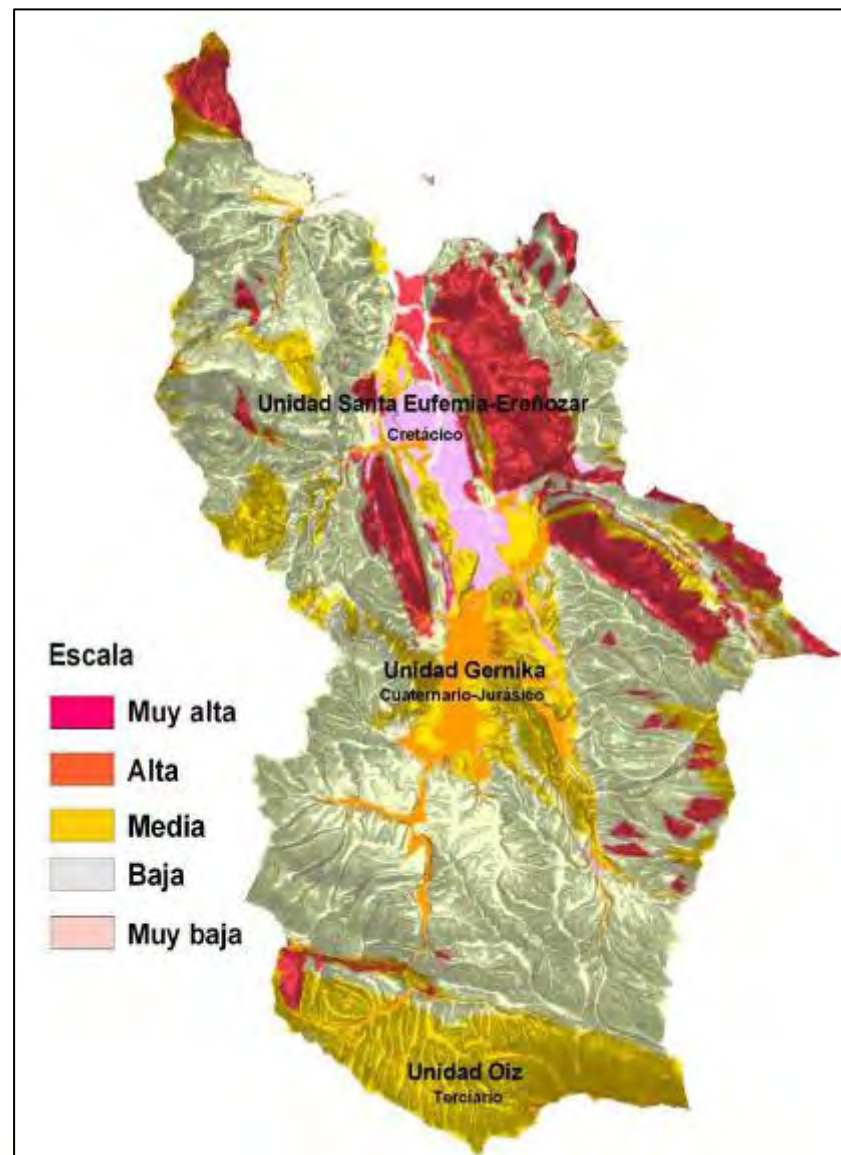 Unidad Santa Eufemia-Ereñozar
Cretácico
Unidad Gernika
Cuaternario-Jurásico
Escala
Muy alta
Alta
Media
Baja
Muy baja
Unidad Oiz
Terciario